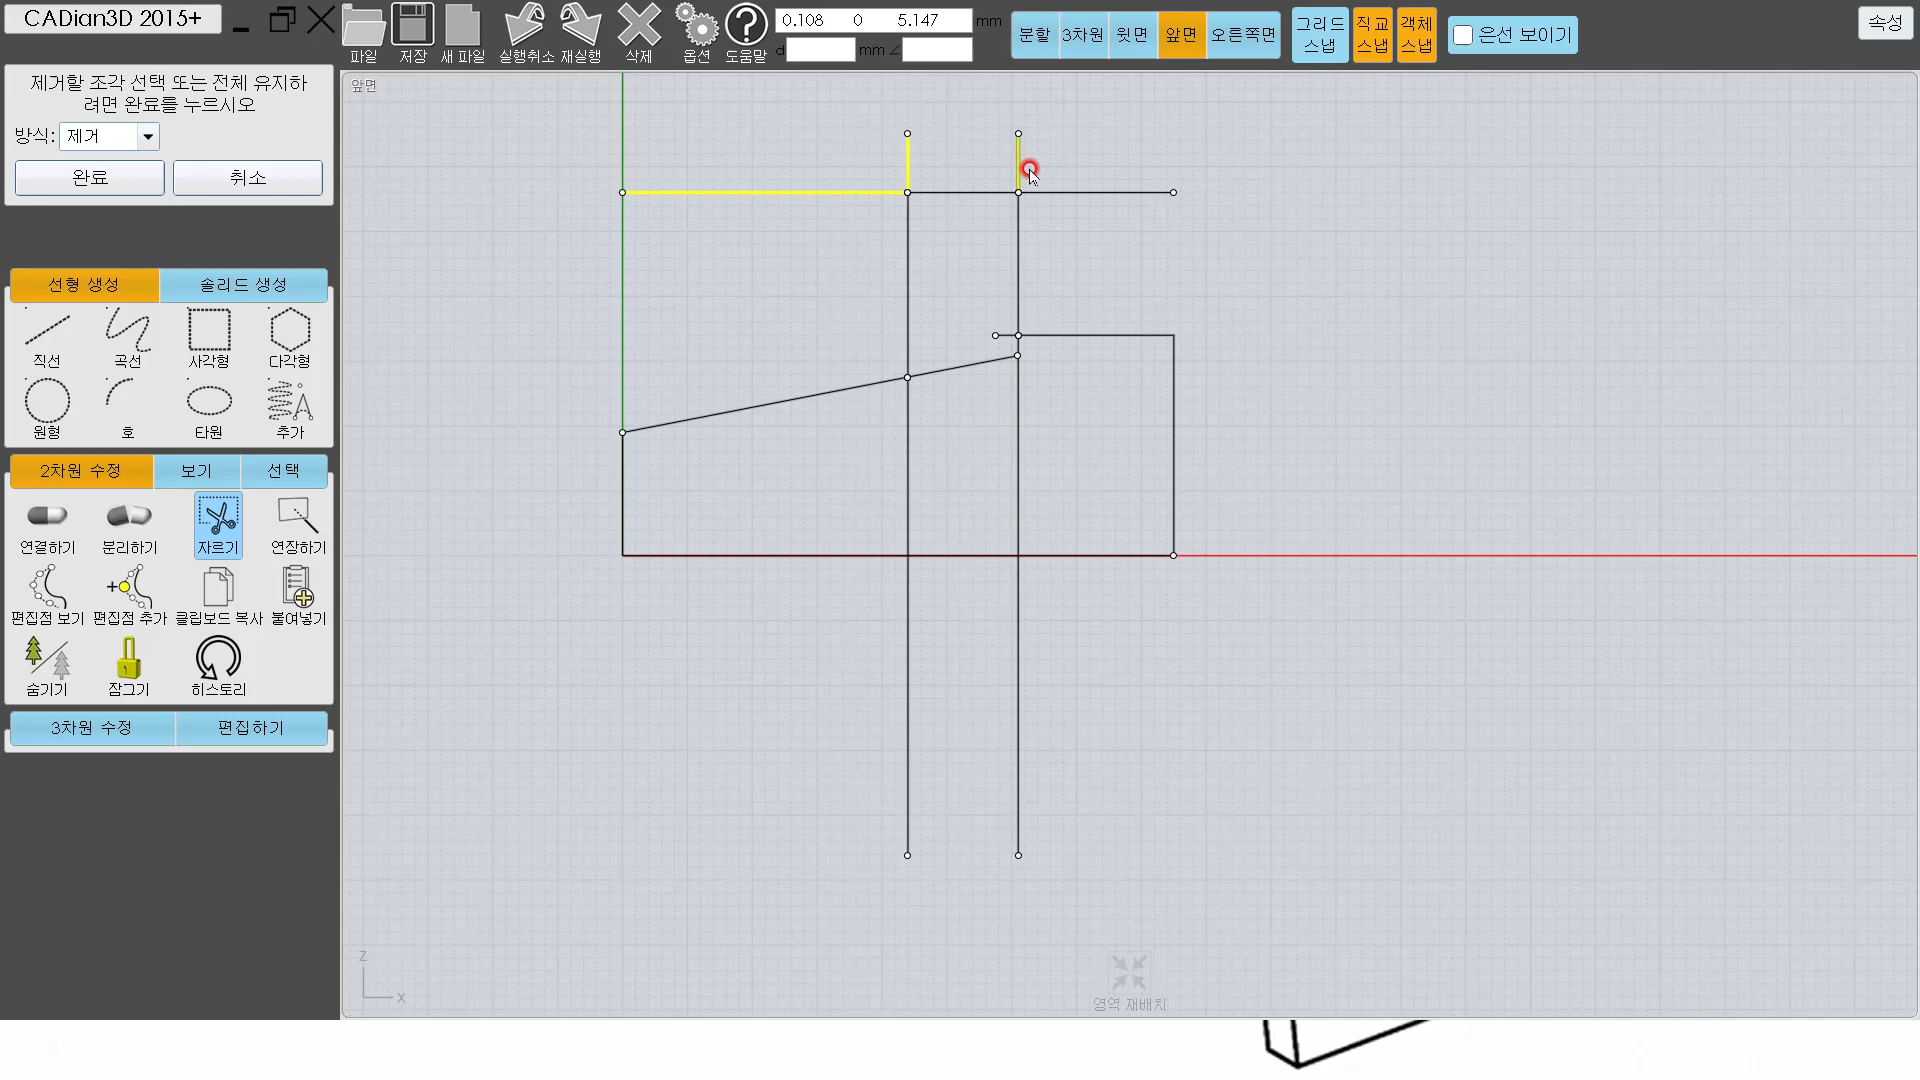 CADian3D 2015+
파일
저장
새 파일
실행취소
재실행
삭제
옵션
도움말
0.108 0 5.147 mm
d mm ∠
분할
3차원
윗면
앞면
오른쪽면
그리드
스냅
직교
스냅
객체
스냅
은선 보이기
속성
제거할 조각 선택 또는 전체 유지하
려면 완료를 누르시오
방식: 제거
완료
취소
앞면
선형 생성
솔리드 생성
직선
곡선
사각형
다각형
원형
호
타원
추가
2차원 수정
보기
선택
연결하기
분리하기
자르기
연장하기
편집점 보기
편집점 추가
클립보드 복사
붙여넣기
숨기기
잠그기
히스토리
3차원 수정
편집하기
Z
X
영역 재배치